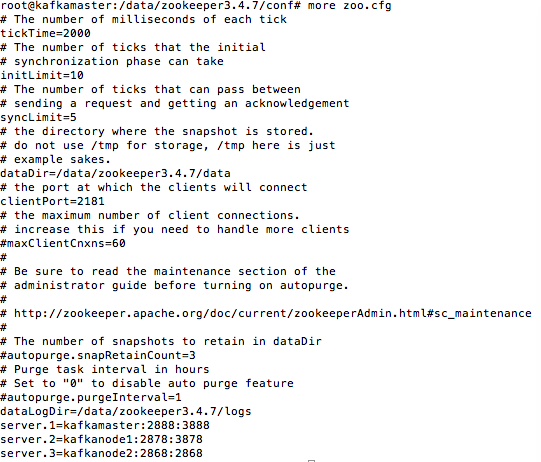 root@kafkamaster:/data/zookeeper3.4.7/conf# more zoo.cfg
# The number of milliseconds of each tick
tickTime=2000
# The number of ticks that the initial
# synchronization phase can take
initLimit=10
# The number of ticks that can pass between
# sending a request and getting an acknowledgement
syncLimit=5
# the directory where the snapshot is stored.
# do not use /tmp for storage, /tmp here is just
# example sakes.
dataDir=/data/zookeeper3.4.7/data
# the port at which the clients will connect
clientPort=2181
# the maximum number of client connections.
# increase this if you need to handle more clients
#maxClientCnxns=60
#
# Be sure to read the maintenance section of the
# administrator guide before turning on autopurge.
#
# http://zookeeper.apache.org/doc/current/zookeeperAdmin.html#sc_maintenance
#
# The number of snapshots to retain in dataDir
#autopurge.snapRetainCount=3
# Purge task interval in hours
# Set to "0" to disable auto purge feature
#autopurge.purgeInterval=1
dataLogDir=/data/zookeeper3.4.7/logs
server.1=kafkamaster:2888:3888
server.2=kafkanode1:2878:3878
server.3=kafkanode2:2868:2868